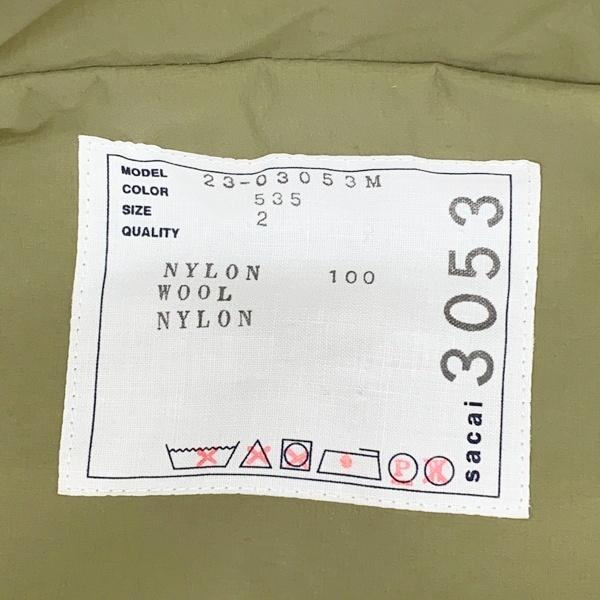 MODEL 23-03053M
COLOR 535
SIZE 2
QUALITY
NYLON 100
WOOL
NYLON
P
sacai 3053